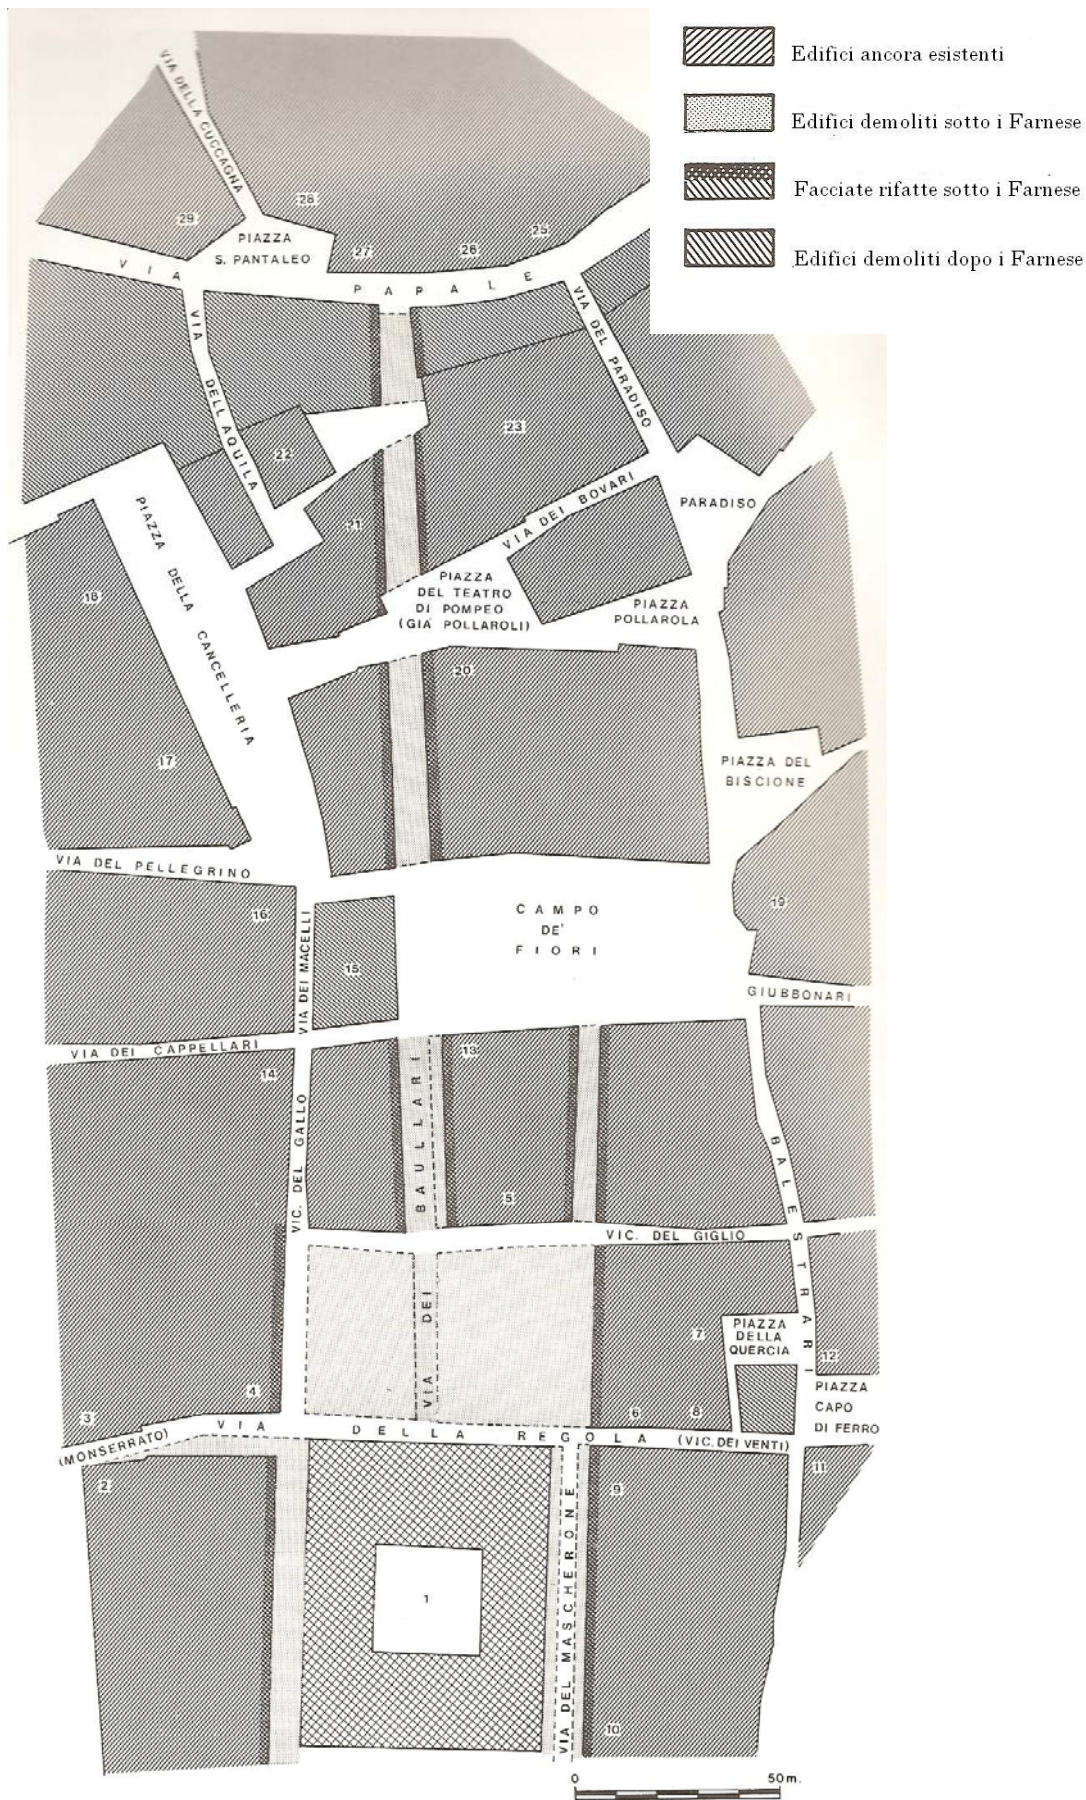 Edifici ancora esistenti
Edifici demoliti sotto i Farnese
Facciate rifatte sotto i Farnese
Edifici demoliti dopo i Farnese
VIA DELLA CUCCAGNA
28
29
PIAZZA
S. PANTALEO
27
26
25
VIA PAPALE
VIA DELL AQUILA
VIA DEL PARADISO
23
22
21
VIA DEI BOVARI
PARADISO
PIAZZA DELLA CANCELLERIA
18
PIAZZA
DEL TEATRO
DI POMPEO
(GIÀ POLLAROLI)
PIAZZA
POLLAROLA
20
17
PIAZZA DEL
BISCIONE
VIA DEL PELLEGRINO
16
VIA DEI MACELLI
15
CAMPO
DE'
FIORI
19
GIUBBONARI
VIA DEI CAPPELLARI
14
13
VIC. DEL GALLO
VIA DEI BAULLARI
5
BALESTRARI
VIC. DEL GIGLIO
7
PIAZZA
DELLA
QUERCIA
12
4
3
6
8
PIAZZA
CAPO
DI FERRO
(MONSERRATO)
VIA DELLA REGOLA
(VIC. DEI VENTI)
2
9
11
VIA DEL MASCHERONE
1
10
0 50 m.